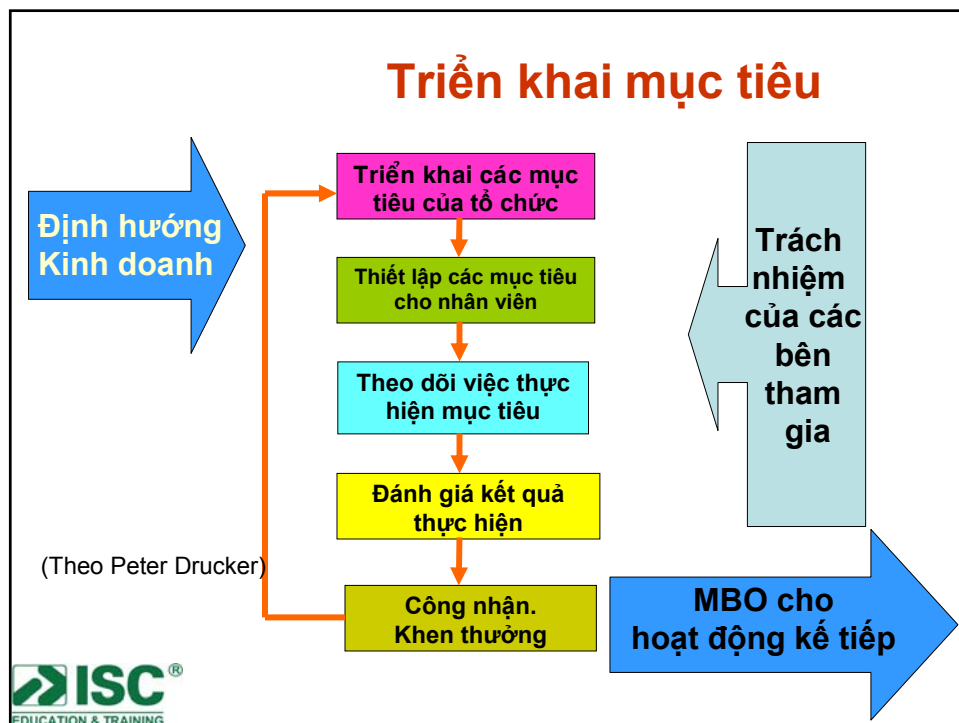 Triển khai mục tiêu
Định hướng
Kinh doanh
Triển khai các mục
tiêu của tổ chức
Thiết lập các mục tiêu
cho nhân viên
Theo dõi việc thực
hiện mục tiêu
Đánh giá kết quả
thực hiện
Công nhận.
Khen thưởng
Trách
nhiệm
của các
bên
tham
gia
(Theo Peter Drucker)
MBO cho
hoạt động kế tiếp
ISC®
EDUCATION & TRAINING